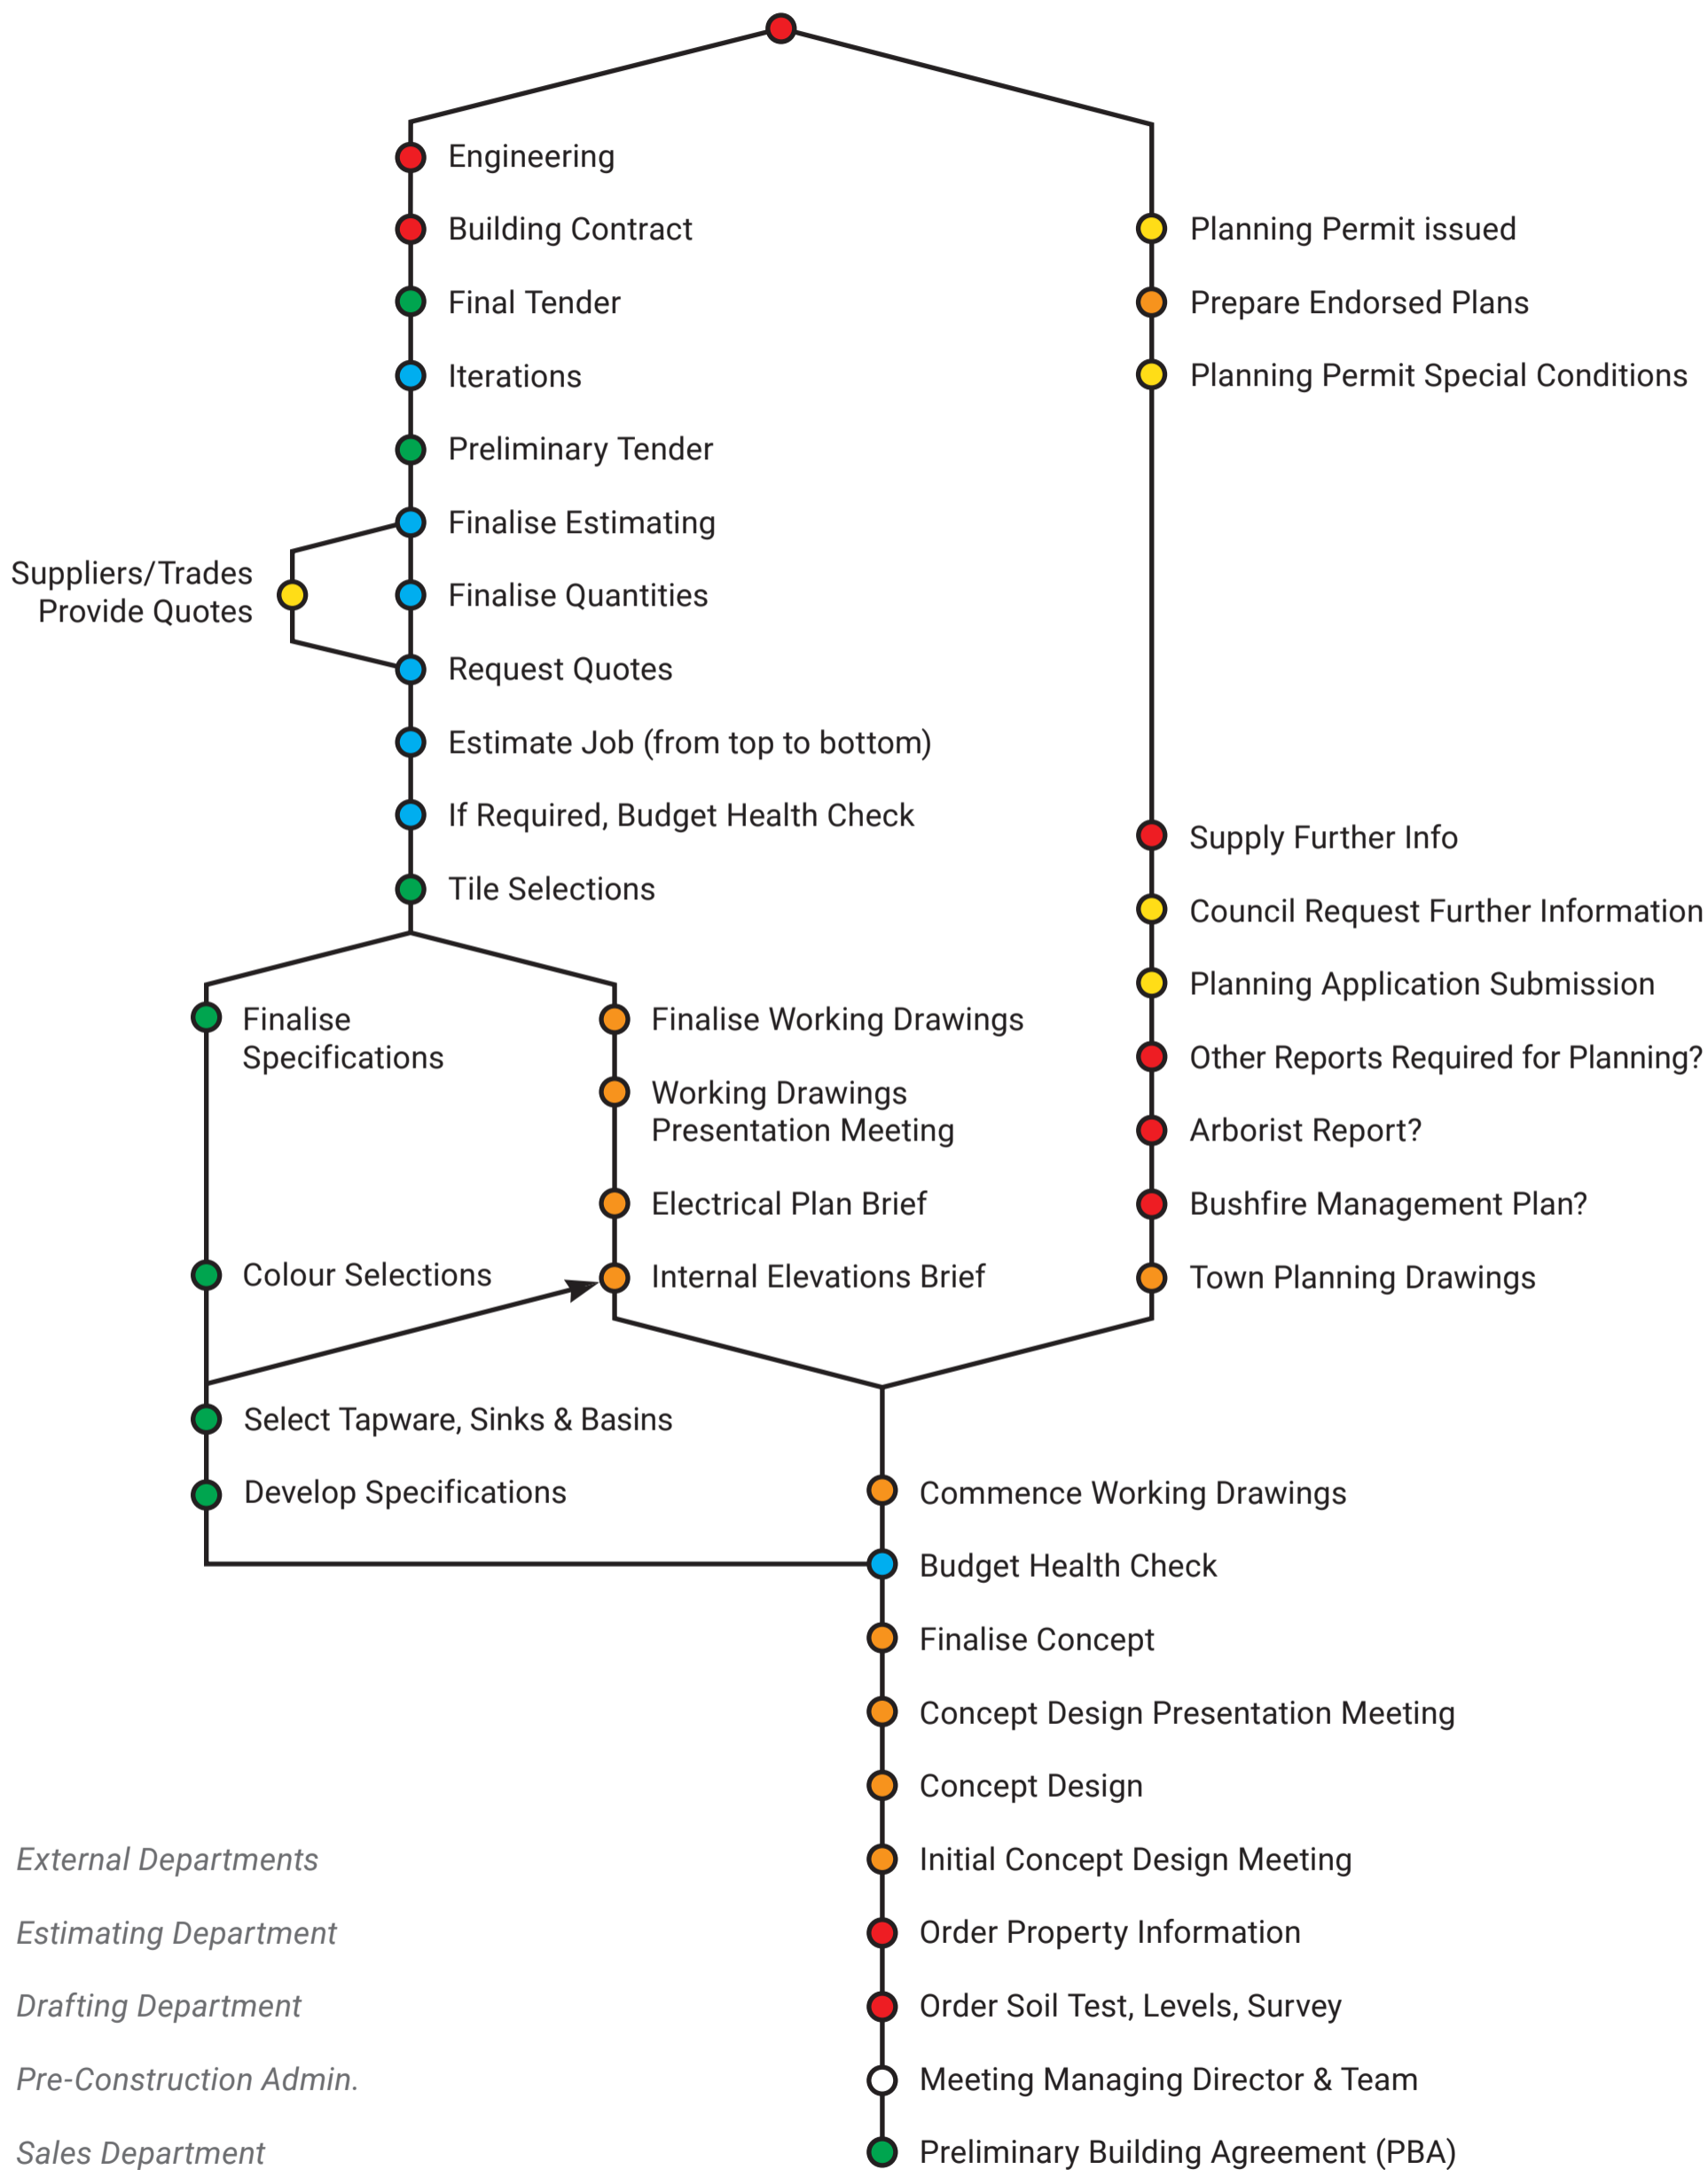 Engineering
Building Contract
Final Tender
Iterations
Preliminary Tender
Finalise Estimating
Suppliers/Trades
Provide Quotes
Finalise Quantities
Request Quotes
Estimate Job (from top to bottom)
If Required, Budget Health Check
Tile Selections
Planning Permit issued
Prepare Endorsed Plans
Planning Permit Special Conditions
Supply Further Info
Council Request Further Information
Planning Application Submission
Other Reports Required for Planning?
Arborist Report?
Bushfire Management Plan?
Town Planning Drawings
Finalise
Specifications
Colour Selections
Select Tapware, Sinks & Basins
Develop Specifications
Finalise Working Drawings
Working Drawings
Presentation Meeting
Electrical Plan Brief
Internal Elevations Brief
Commence Working Drawings
Budget Health Check
Finalise Concept
Concept Design Presentation Meeting
Concept Design
Initial Concept Design Meeting
Order Property Information
Order Soil Test, Levels, Survey
Meeting Managing Director & Team
Preliminary Building Agreement (PBA)
External Departments
Estimating Department
Drafting Department
Pre-Construction Admin.
Sales Department